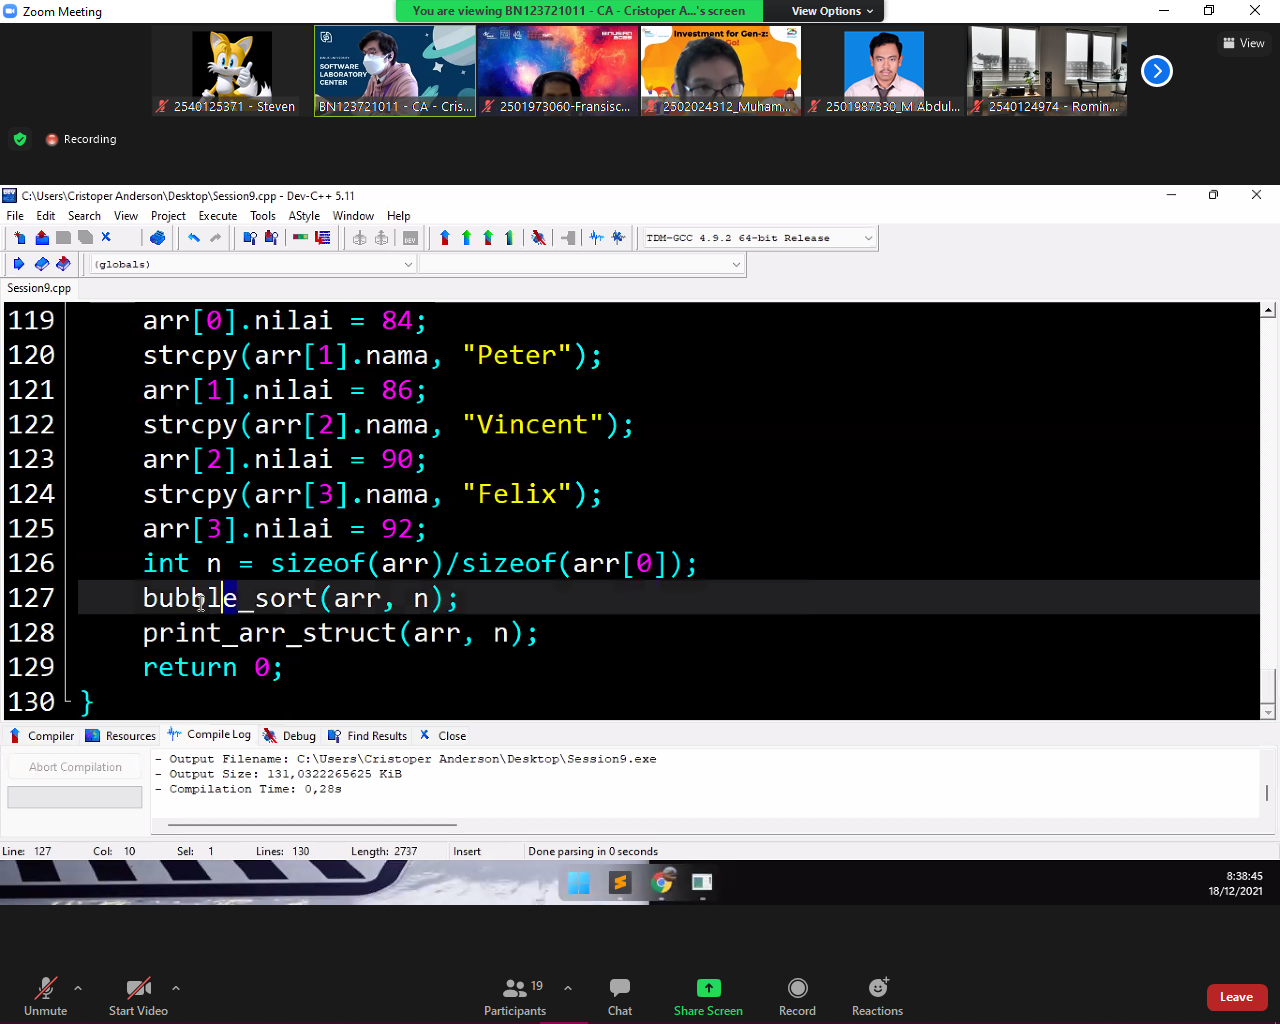 Zoom Meeting
You are viewing BN123721011 - CA - Cristoper A...'s screen
View Options
SOFTWARE
LABORATORY
CENTER
Investment for Gen-z:
2540125371 - Steven
BN123721011 - CA - Cris...
2501973060-Fransisc...
2502024312_Muham...
2501987330_M Abdul...
2540124974 - Romin...
View
Recording
C:\Users\Cristoper Anderson\Desktop\Session9.cpp - Dev-C++ 5.11
File Edit Search View Project Execute Tools AStyle Window Help
TDM-GCC 4.9.2 64-bit Release
(globals)
Session9.cpp
119 arr[0].nilai = 84;
120 strcpy(arr[1].nama, "Peter");
121 arr[1].nilai = 86;
122 strcpy(arr[2].nama, "Vincent");
123 arr[2].nilai = 90;
124 strcpy(arr[3].nama, "Felix");
125 arr[3].nilai = 92;
126 int n = sizeof(arr)/sizeof(arr[0]);
127 bubble_sort(arr, n);
128 print_arr_struct(arr, n);
129 return 0;
130 }
Compiler Resources Compile Log Debug Find Results Close
Abort Compilation
- Output Filename: C:\Users\Cristoper Anderson\Desktop\Session9.exe
- Output Size: 131,0322265625 KiB
- Compilation Time: 0,28s
Line: 127 Col: 10 Sel: 1 Lines: 130 Length: 2737 Insert Done parsing in 0 seconds
8:38:45
18/12/2021
19
Unmute
Start Video
Participants
Chat
Share Screen
Record
Reactions
Leave